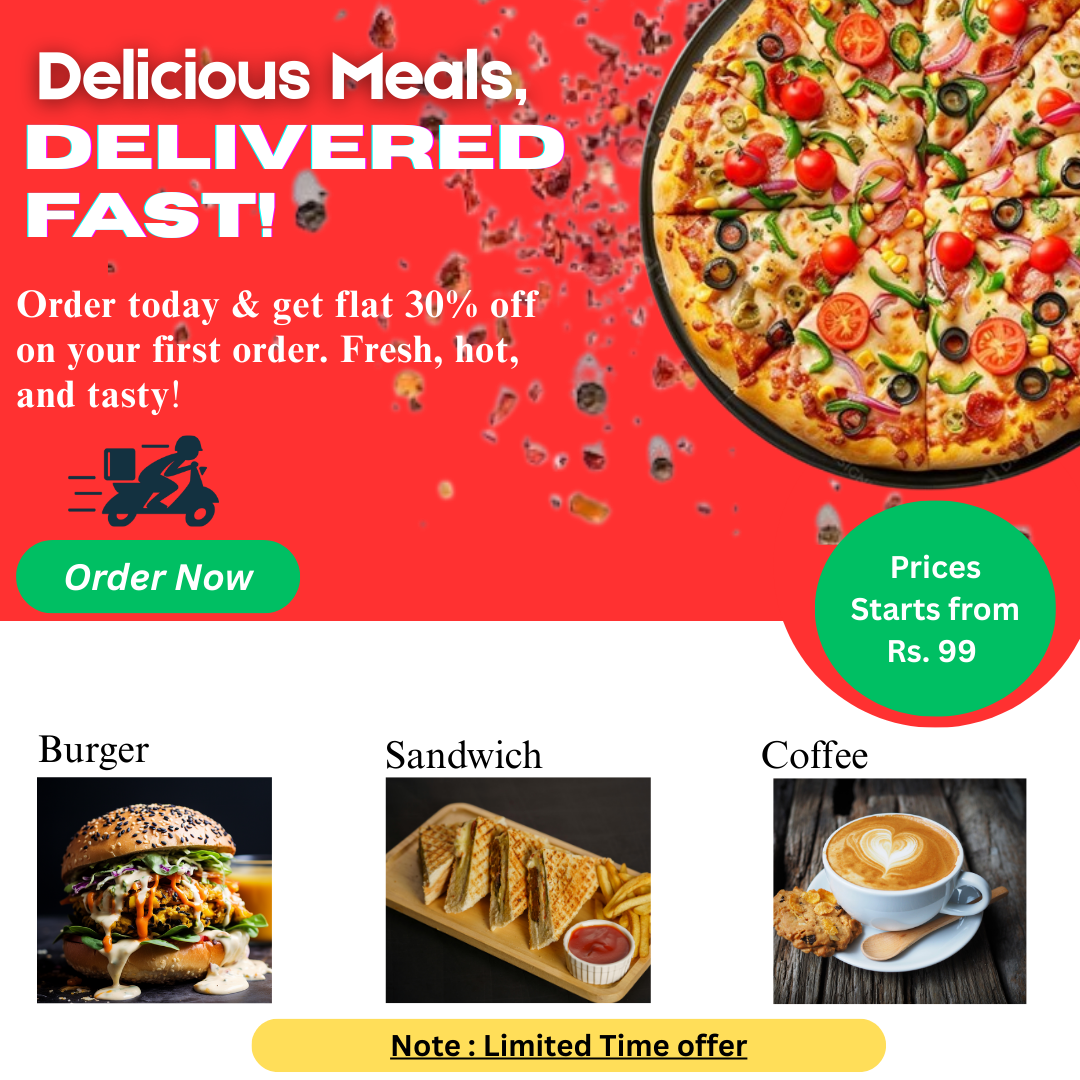 Delicious Meals,
DELIVERED
FAST!
Order today & get flat 30% off
on your first order. Fresh, hot,
and tasty!
Order Now
Prices
Starts from
Rs. 99
Burger
Sandwich
Coffee
Note : Limited Time offer